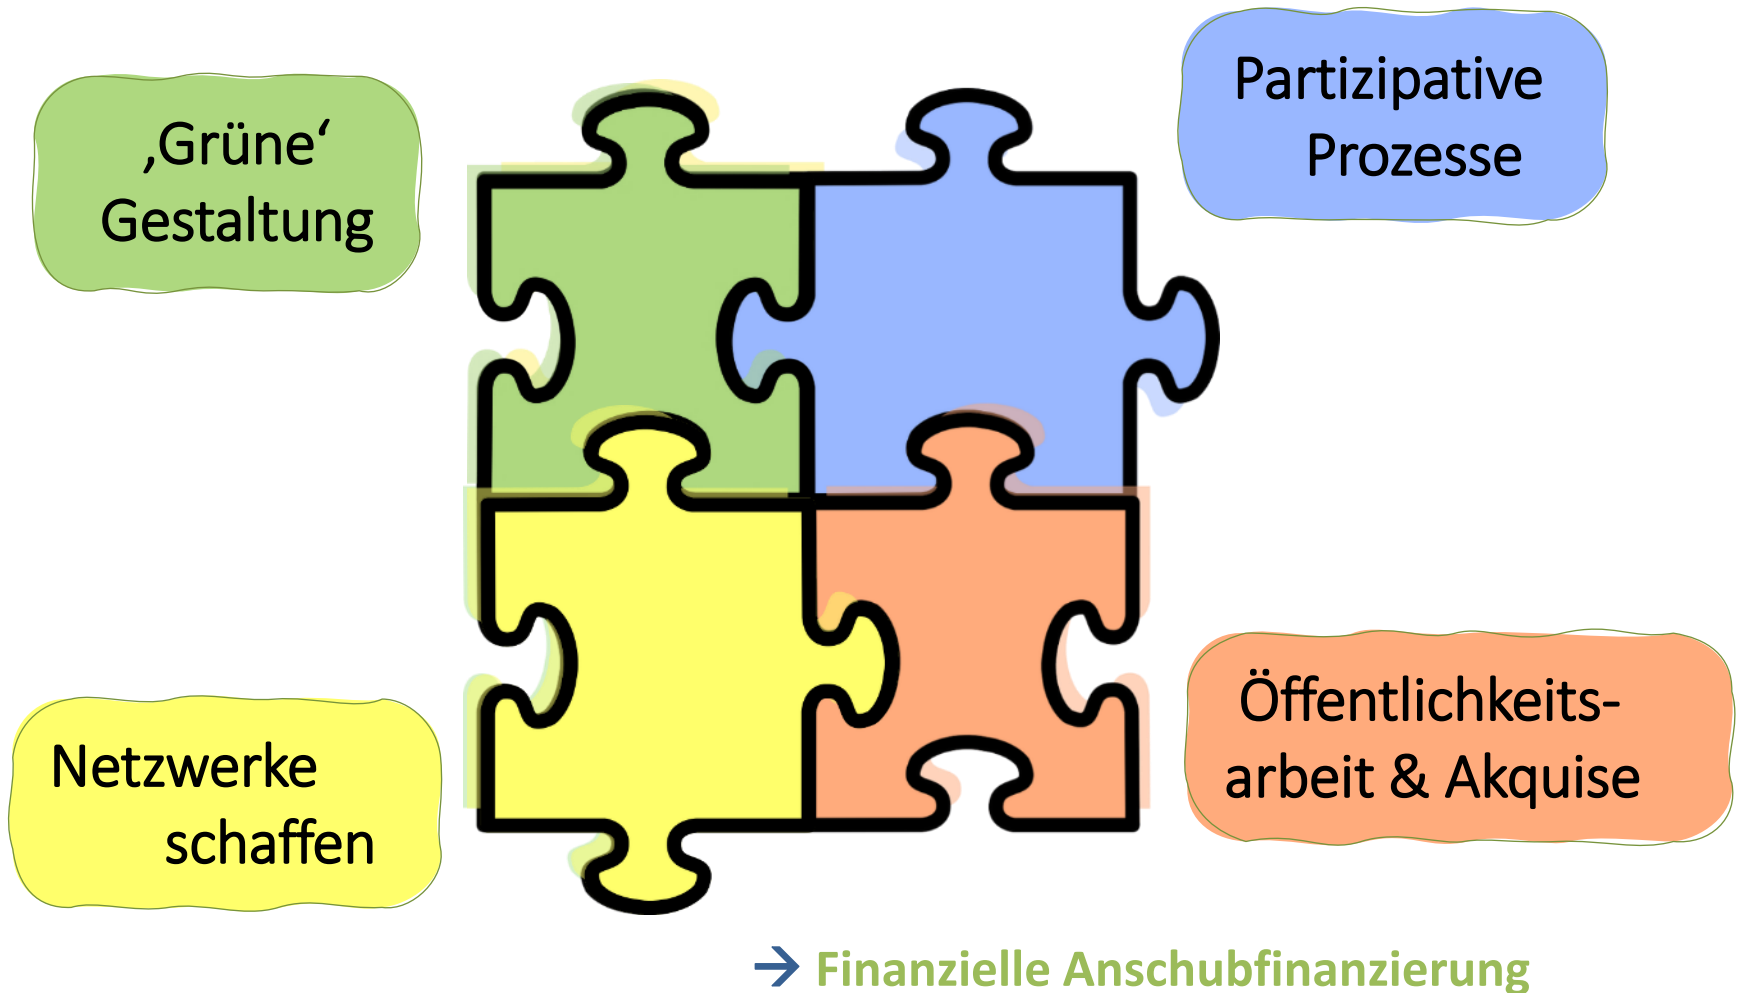 ‚Grüne‘
Gestaltung
Partizipative
Prozesse
Netzwerke
schaffen
Öffentlichkeits-
arbeit & Akquise
→ Finanzielle Anschubfinanzierung